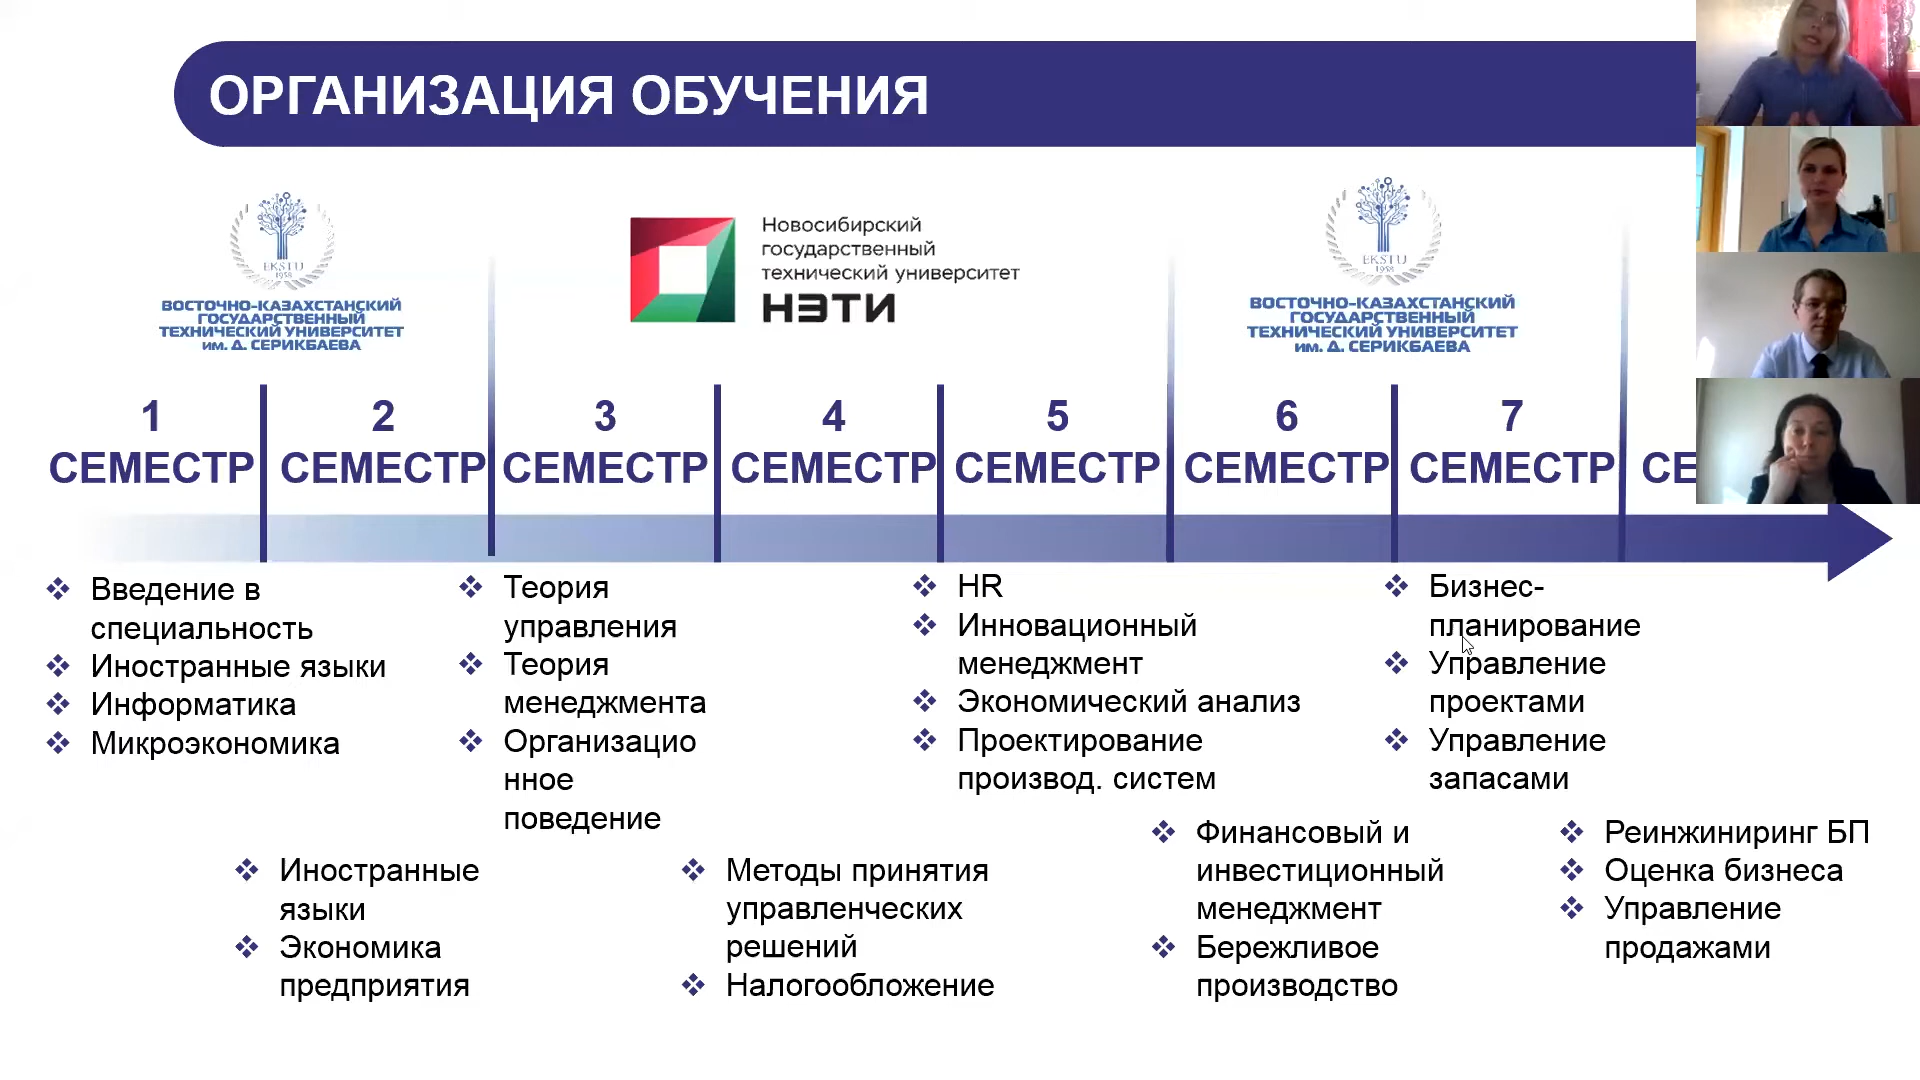 ОРГАНИЗАЦИЯ ОБУЧЕНИЯ
EKSTU
1958
ВОСТОЧНО-КАЗАХСТАНСКИЙ
ГОСУДАРСТВЕННЫЙ
ТЕХНИЧЕСКИЙ УНИВЕРСИТЕТ
им. Д. СЕРИКБАЕВА
Новосибирский
государственный
технический университет
НЭТИ
EKSTU
1958
ВОСТОЧНО-КАЗАХСТАНСКИЙ
ГОСУДАРСТВЕННЫЙ
ТЕХНИЧЕСКИЙ УНИВЕРСИТЕТ
им. Д. СЕРИКБАЕВА
1
СЕМЕСТР
2
СЕМЕСТР
3
СЕМЕСТР
4
СЕМЕСТР
5
СЕМЕСТР
6
СЕМЕСТР
7
СЕМЕСТР
СЕ
Введение в
специальность
Иностранные языки
Информатика
Микроэкономика
Иностранные
языки
Экономика
предприятия
Теория
управления
Теория
менеджмента
Организацио
нное
поведение
Методы принятия
управленческих
решений
Налогообложение
HR
Инновационный
менеджмент
Экономический анализ
Проектирование
производ. систем
Финансовый и
инвестиционный
менеджмент
Бережливое
производство
Бизнес-
планирование
Управление
проектами
Управление
запасами
Реинжиниринг БП
Оценка бизнеса
Управление
продажами